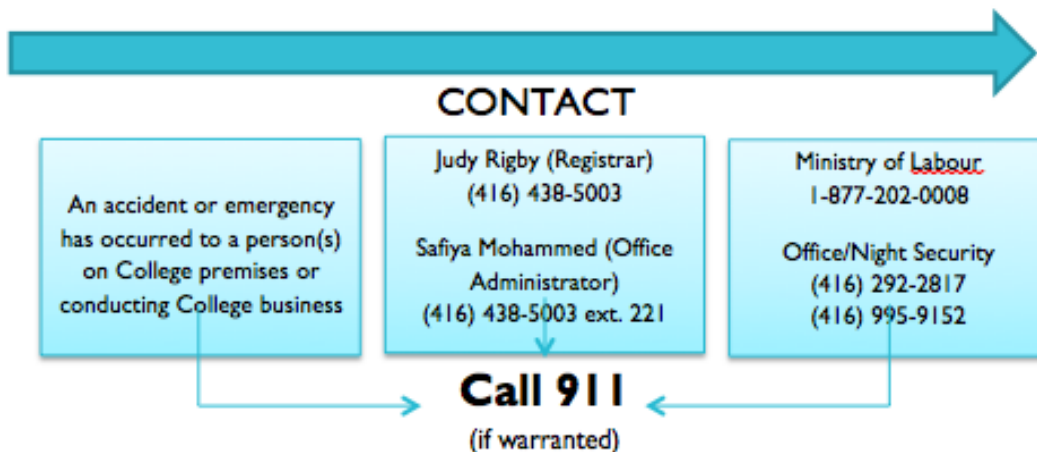 CONTACT
An accident or emergency
has occurred to a person(s)
on College premises or
conducting College business
Judy Rigby (Registrar)
(416) 438-5003
Safiya Mohammed (Office
Administrator)
(416) 438-5003 ext. 221
Ministry of Labour
1-877-202-0008
Office/Night Security
(416) 292-2817
(416) 995-9152
Call 911
(if warranted)